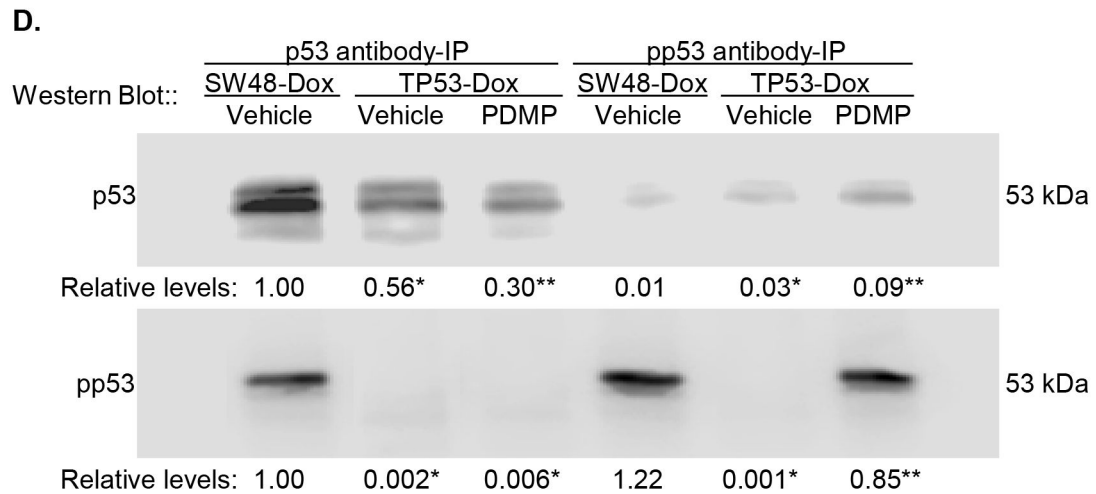 D.
p53 antibody-IP pp53 antibody-IP
SW48-Dox TP53-Dox SW48-Dox TP53-Dox
Western Blot::
Vehicle Vehicle PDMP Vehicle Vehicle PDMP
p53 53 kDa
Relative levels: 1.00 0.56* 0.30** 0.01 0.03* 0.09**
pp53 53 kDa
Relative levels: 1.00 0.002* 0.006* 1.22 0.001* 0.85**